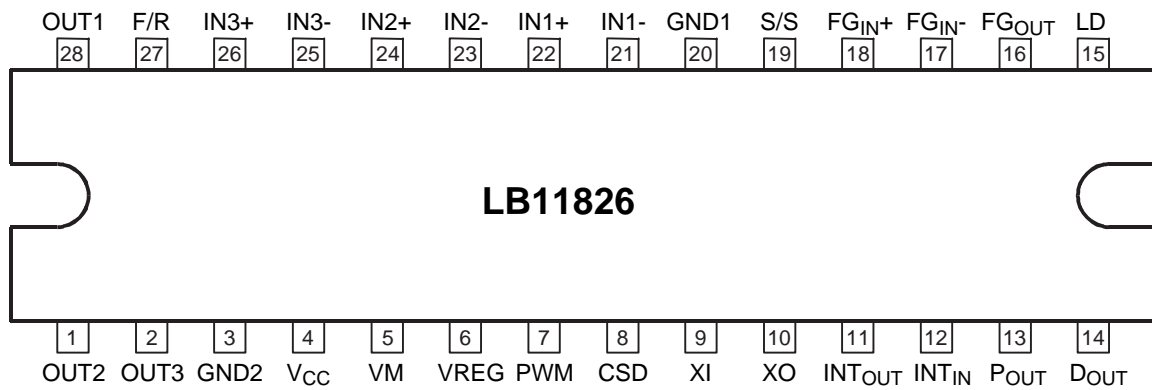 OUT1 F/R IN3+ IN3- IN2+ IN2- IN1+ IN1- GND1 S/S FGIN+ FGIN- FGOUT LD
28 27 26 25 24 23 22 21 20 19 18 17 16 15
LB11826
1 2 3 4 5 6 7 8 9 10 11 12 13 14
OUT2 OUT3 GND2 VCC VM VREG PWM CSD XI XO INTOUT INTIN POUT DOUT